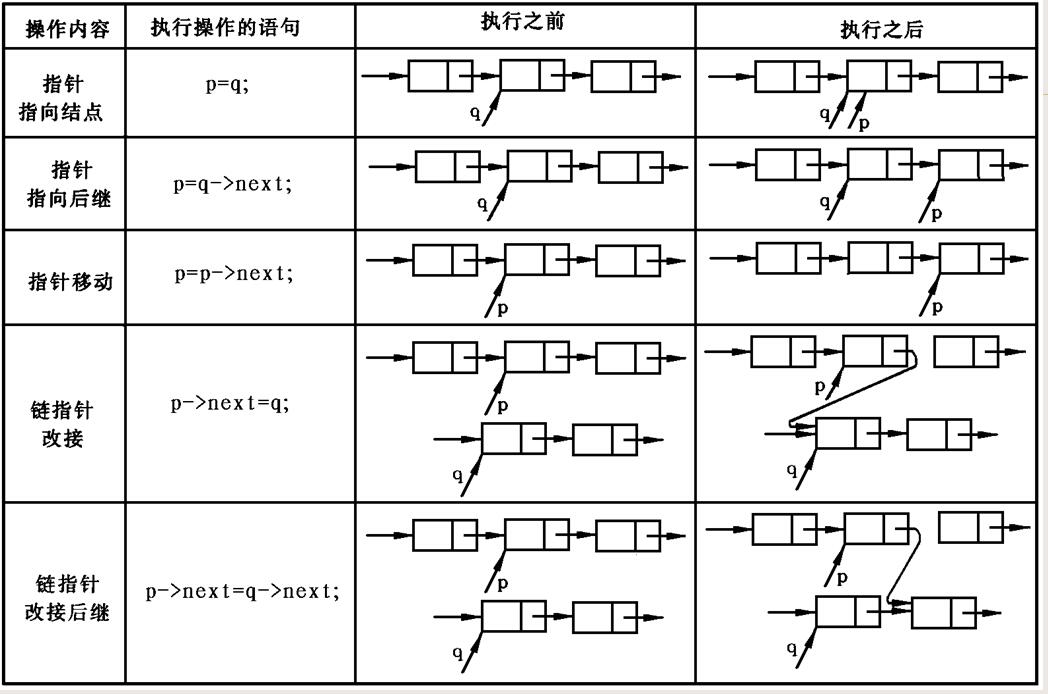 操作内容 执行操作的语句 执行之前 执行之后
指针
指向结点
p=q;
q
q p
指针
指向后继
p=q->next;
q
q p
指针移动
p=p->next;
p
p
链指针
改接
p->next=q;
p
q
p
q
链指针
改接后继
p->next=q->next;
p
q
p
q